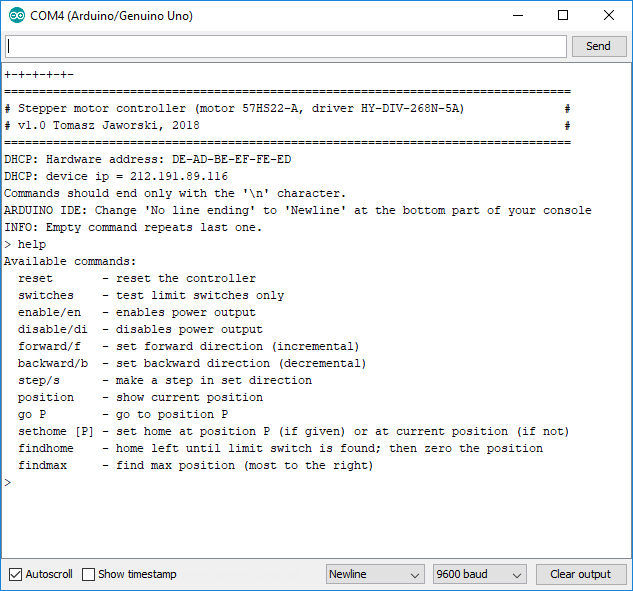 COM4 (Arduino/Genuino Uno)
Send
+-+-+-+-+-
=================================================================================
# Stepper motor controller (motor 57HS22-A, driver HY-DIV-268N-5A)              #
# v1.0 Tomasz Jaworski, 2018                                                    #
=================================================================================
DHCP: Hardware address: DE-AD-BE-EF-FE-ED
DHCP: device ip = 212.191.89.116
Commands should end only with the '\n' character.
ARDUINO IDE: Change 'No line ending' to 'Newline' at the bottom part of your console
INFO: Empty command repeats last one.
> help
Available commands:
  reset       - reset the controller
  switches    - test limit switches only
  enable/en   - enables power output
  disable/di  - disables power output
  forward/f   - set forward direction (incremental)
  backward/b  - set backward direction (decremental)
  step/s      - make a step in set direction
  position    - show current position
  go P        - go to position P
  sethome [P] - set home at position P (if given) or at current position (if not)
  findhome    - home left until limit switch is found; then zero the position
  findmax     - find max position (most to the right)
>
Autoscroll Show timestamp Newline 9600 baud Clear output